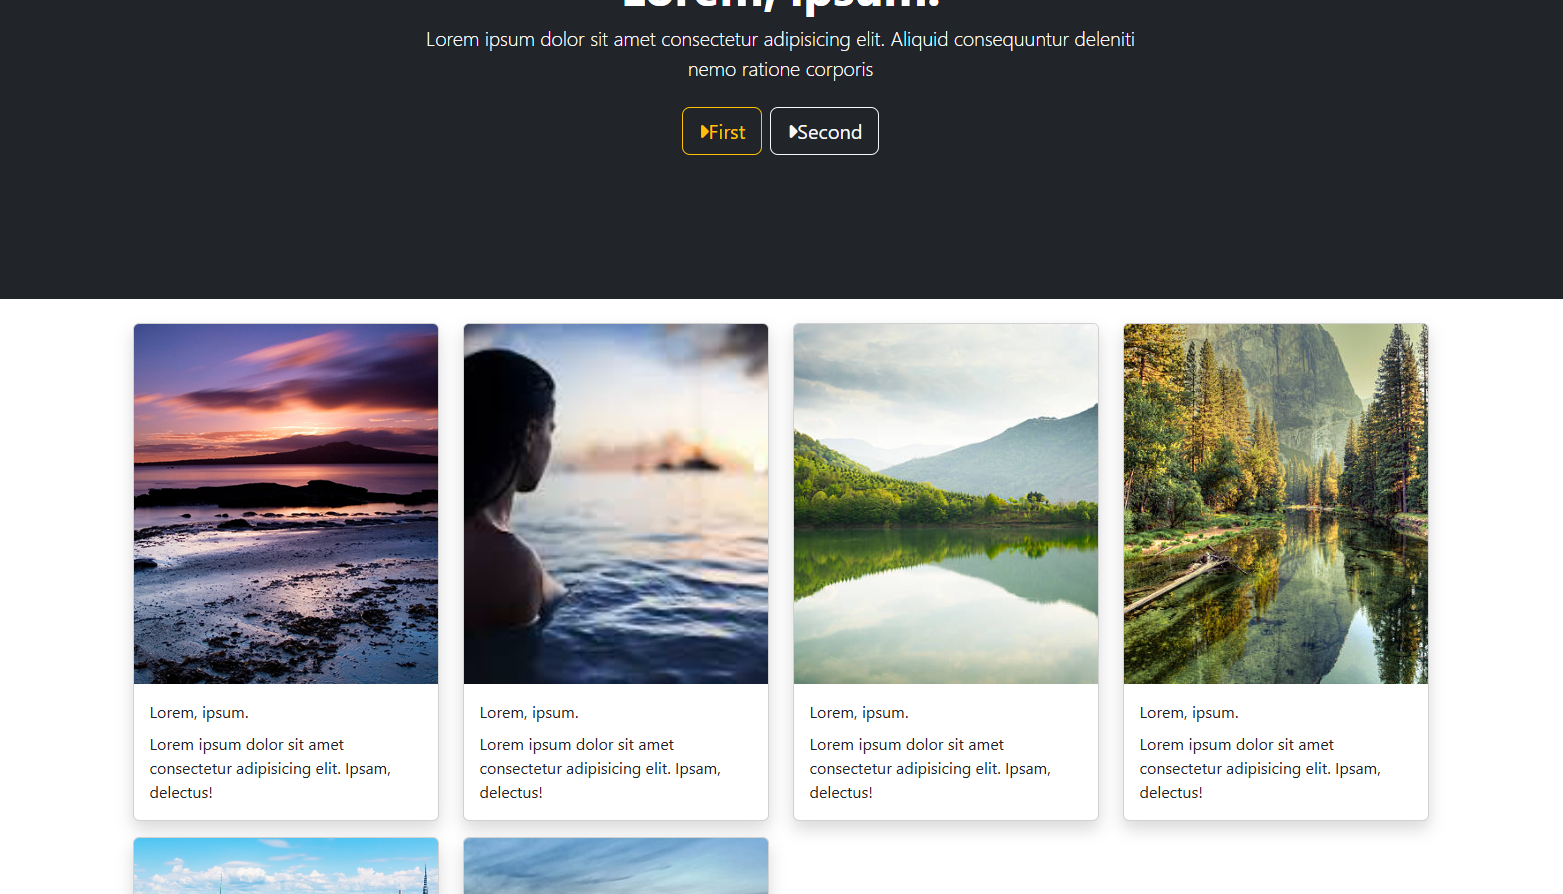 Lorem, ipsum.
Lorem ipsum dolor sit amet consectetur adipisicing elit. Aliquid consequuntur deleniti
nemo ratione corporis
First
Second
Lorem, ipsum.
Lorem ipsum dolor sit amet
consectetur adipisicing elit. Ipsam,
delectus!
Lorem, ipsum.
Lorem ipsum dolor sit amet
consectetur adipisicing elit. Ipsam,
delectus!
Lorem, ipsum.
Lorem ipsum dolor sit amet
consectetur adipisicing elit. Ipsam,
delectus!
Lorem, ipsum.
Lorem ipsum dolor sit amet
consectetur adipisicing elit. Ipsam,
delectus!